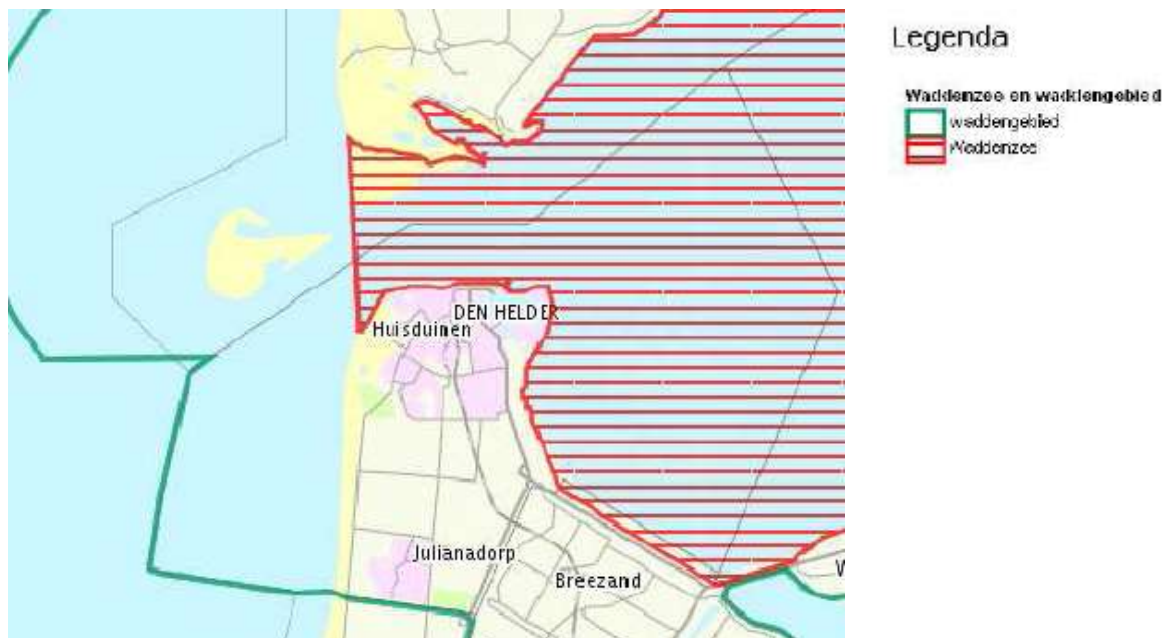 Legenda
Waddenzee en waddengebied
waddengebied
Waddenzee
DEN HELDER
Huisduinen
Julianadorp
Breezand
W